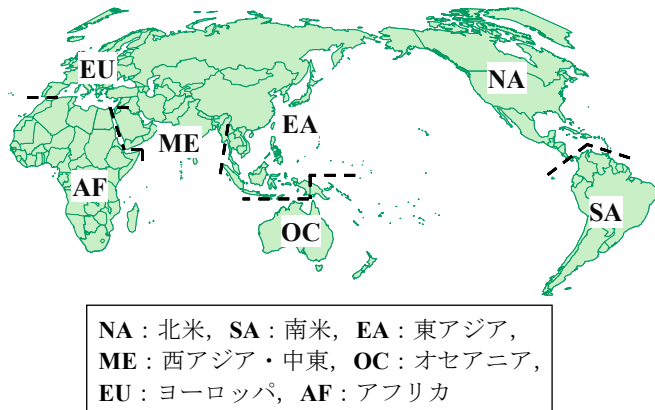 EU
NA
EA
ME
AF
SA
OC
NA：北米，SA：南米，EA：東アジア，
ME：西アジア・中東，OC：オセアニア，
EU：ヨーロッパ，AF：アフリカ